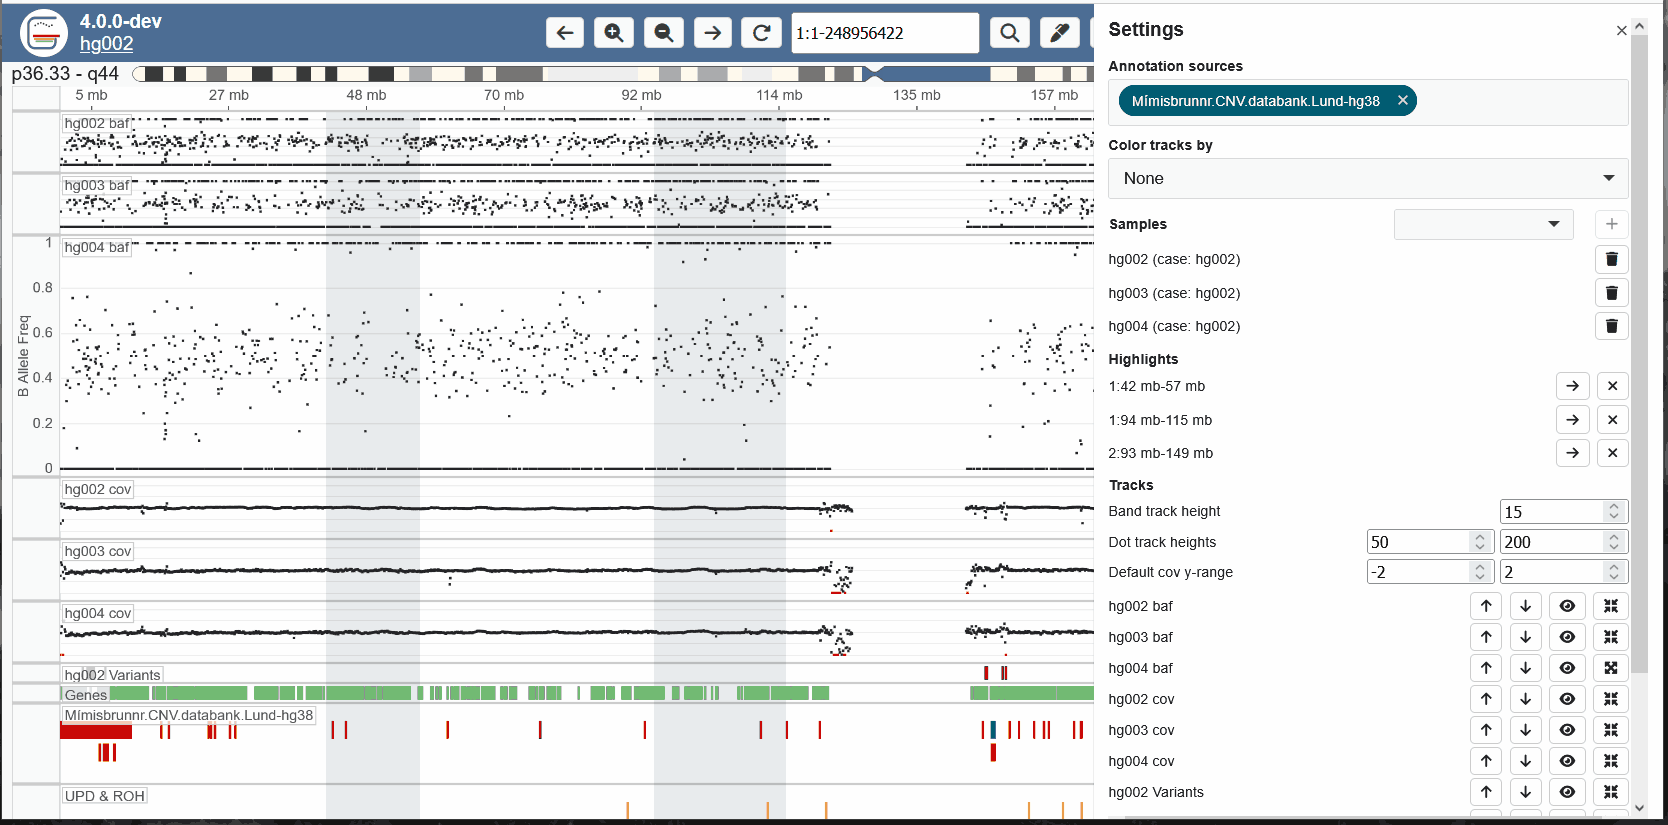 4.0.0-dev
hg002
1:1-248956422
p36.33 - q44
5 mb 27 mb 48 mb 70 mb 92 mb 114 mb 135 mb 157 mb
hg002 baf
hg003 baf
hg004 baf
B Allele Freq
1
0.8
0.6
0.4
0.2
0
hg002 cov
hg003 cov
hg004 cov
hg002 Variants
Genes
Mímisbrunnr.CNV.databank.Lund-hg38
UPD & ROH
Settings
Annotation sources
Mímisbrunnr.CNV.databank.Lund-hg38
Color tracks by
None
Samples
hg002 (case: hg002)
hg003 (case: hg002)
hg004 (case: hg002)
Highlights
1:42 mb-57 mb
1:94 mb-115 mb
2:93 mb-149 mb
Tracks
Band track height 15
Dot track heights 50 200
Default cov y-range -2 2
hg002 baf
hg003 baf
hg004 baf
hg002 cov
hg003 cov
hg004 cov
hg002 Variants